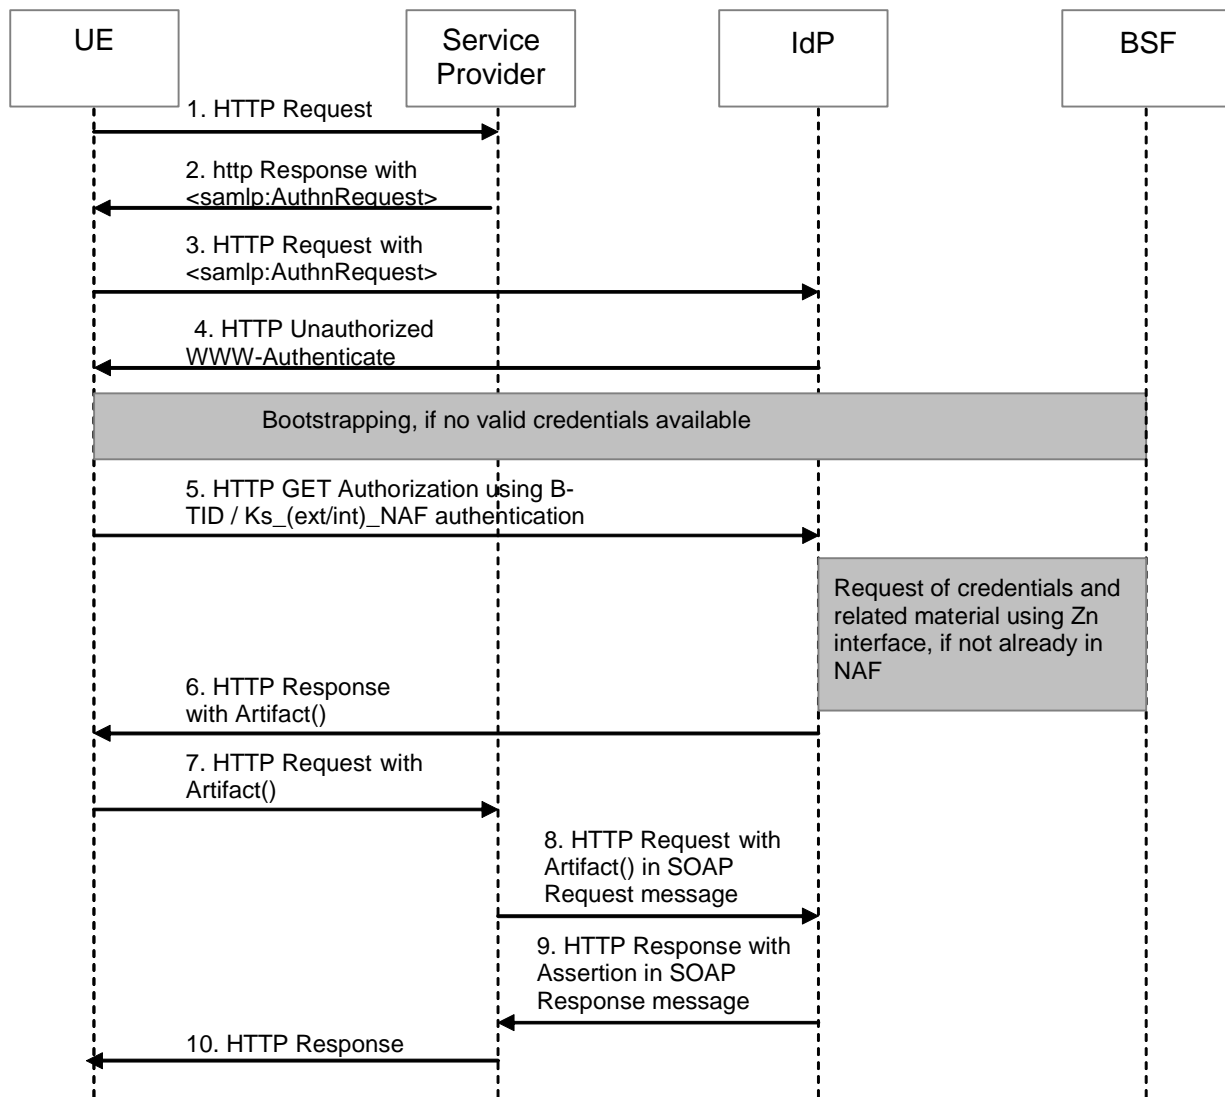 UE
Service
Provider
IdP
BSF
1. HTTP Request
2. http Response with
<samlp:AuthnRequest>
3. HTTP Request with
<samlp:AuthnRequest>
4. HTTP Unauthorized
WWW-Authenticate
Bootstrapping, if no valid credentials available
5. HTTP GET Authorization using B-
TID / Ks_(ext/int)_NAF authentication
Request of credentials and
related material using Zn
interface, if not already in
NAF
6. HTTP Response
with Artifact()
7. HTTP Request with
Artifact()
8. HTTP Request with
Artifact() in SOAP
Request message
9. HTTP Response with
Assertion in SOAP
Response message
10. HTTP Response